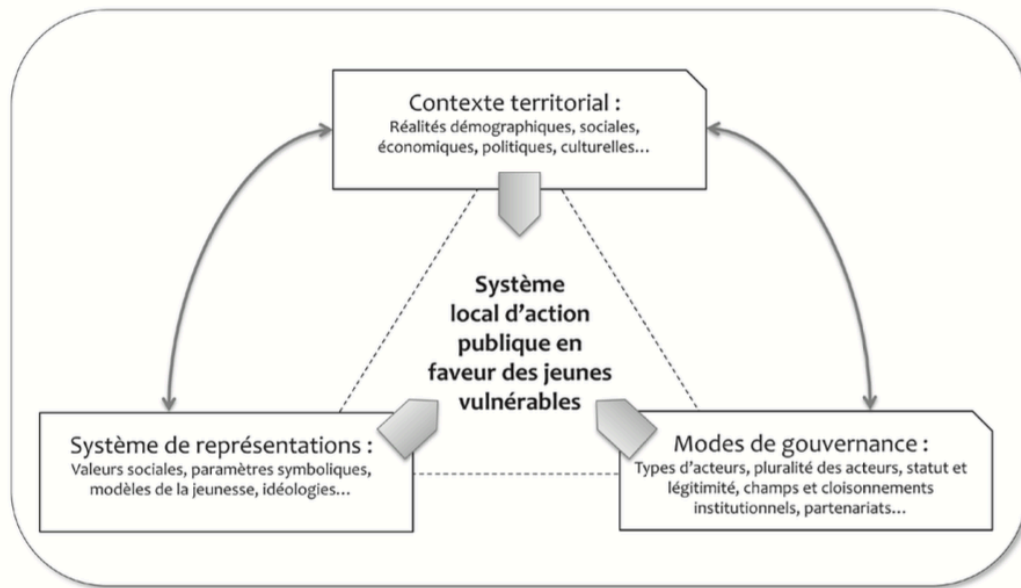 Contexte territorial :
Réalités démographiques, sociales,
économiques, politiques, culturelles...
Système
local d'action
publique en
faveur des jeunes
vulnérables
Système de représentations :
Valeurs sociales, paramètres symboliques,
modèles de la jeunesse, idéologies...
Modes de gouvernance :
Types d'acteurs, pluralité des acteurs, statut et
légitimité, champs et cloisonnements
institutionnels, partenariats...